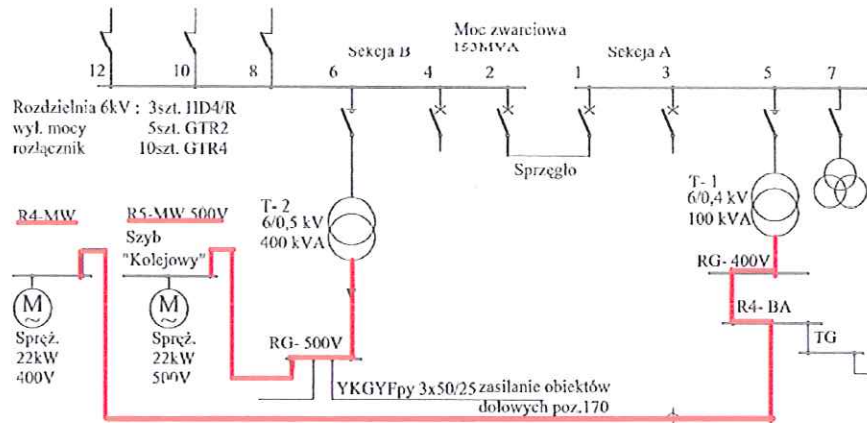 Moc zwarciowa
Sekcja B
150MVA
Sekcja A
12
10
8
6
4
2
1
3
5
7
Rozdzielnia 6kV : 3szt. HD4/R
wył. mocy 5szt. GTR2
rozłącznik 10szt. GTR4
Sprzęgło
T- 1
6/0,4 kV
100 kVA
T- 2
6/0,5 kV
400 kVA
R4-MW
R5-MW 500V
Szyb
"Kolejowy"
RG- 400V
M
~
M
~
R4- BA
Spręż.
22kW
400V
Spręż.
22kW
500V
RG- 500V
TG
YKGYFpy 3x50/25 zasilanie obiektów
dołowych poz.170